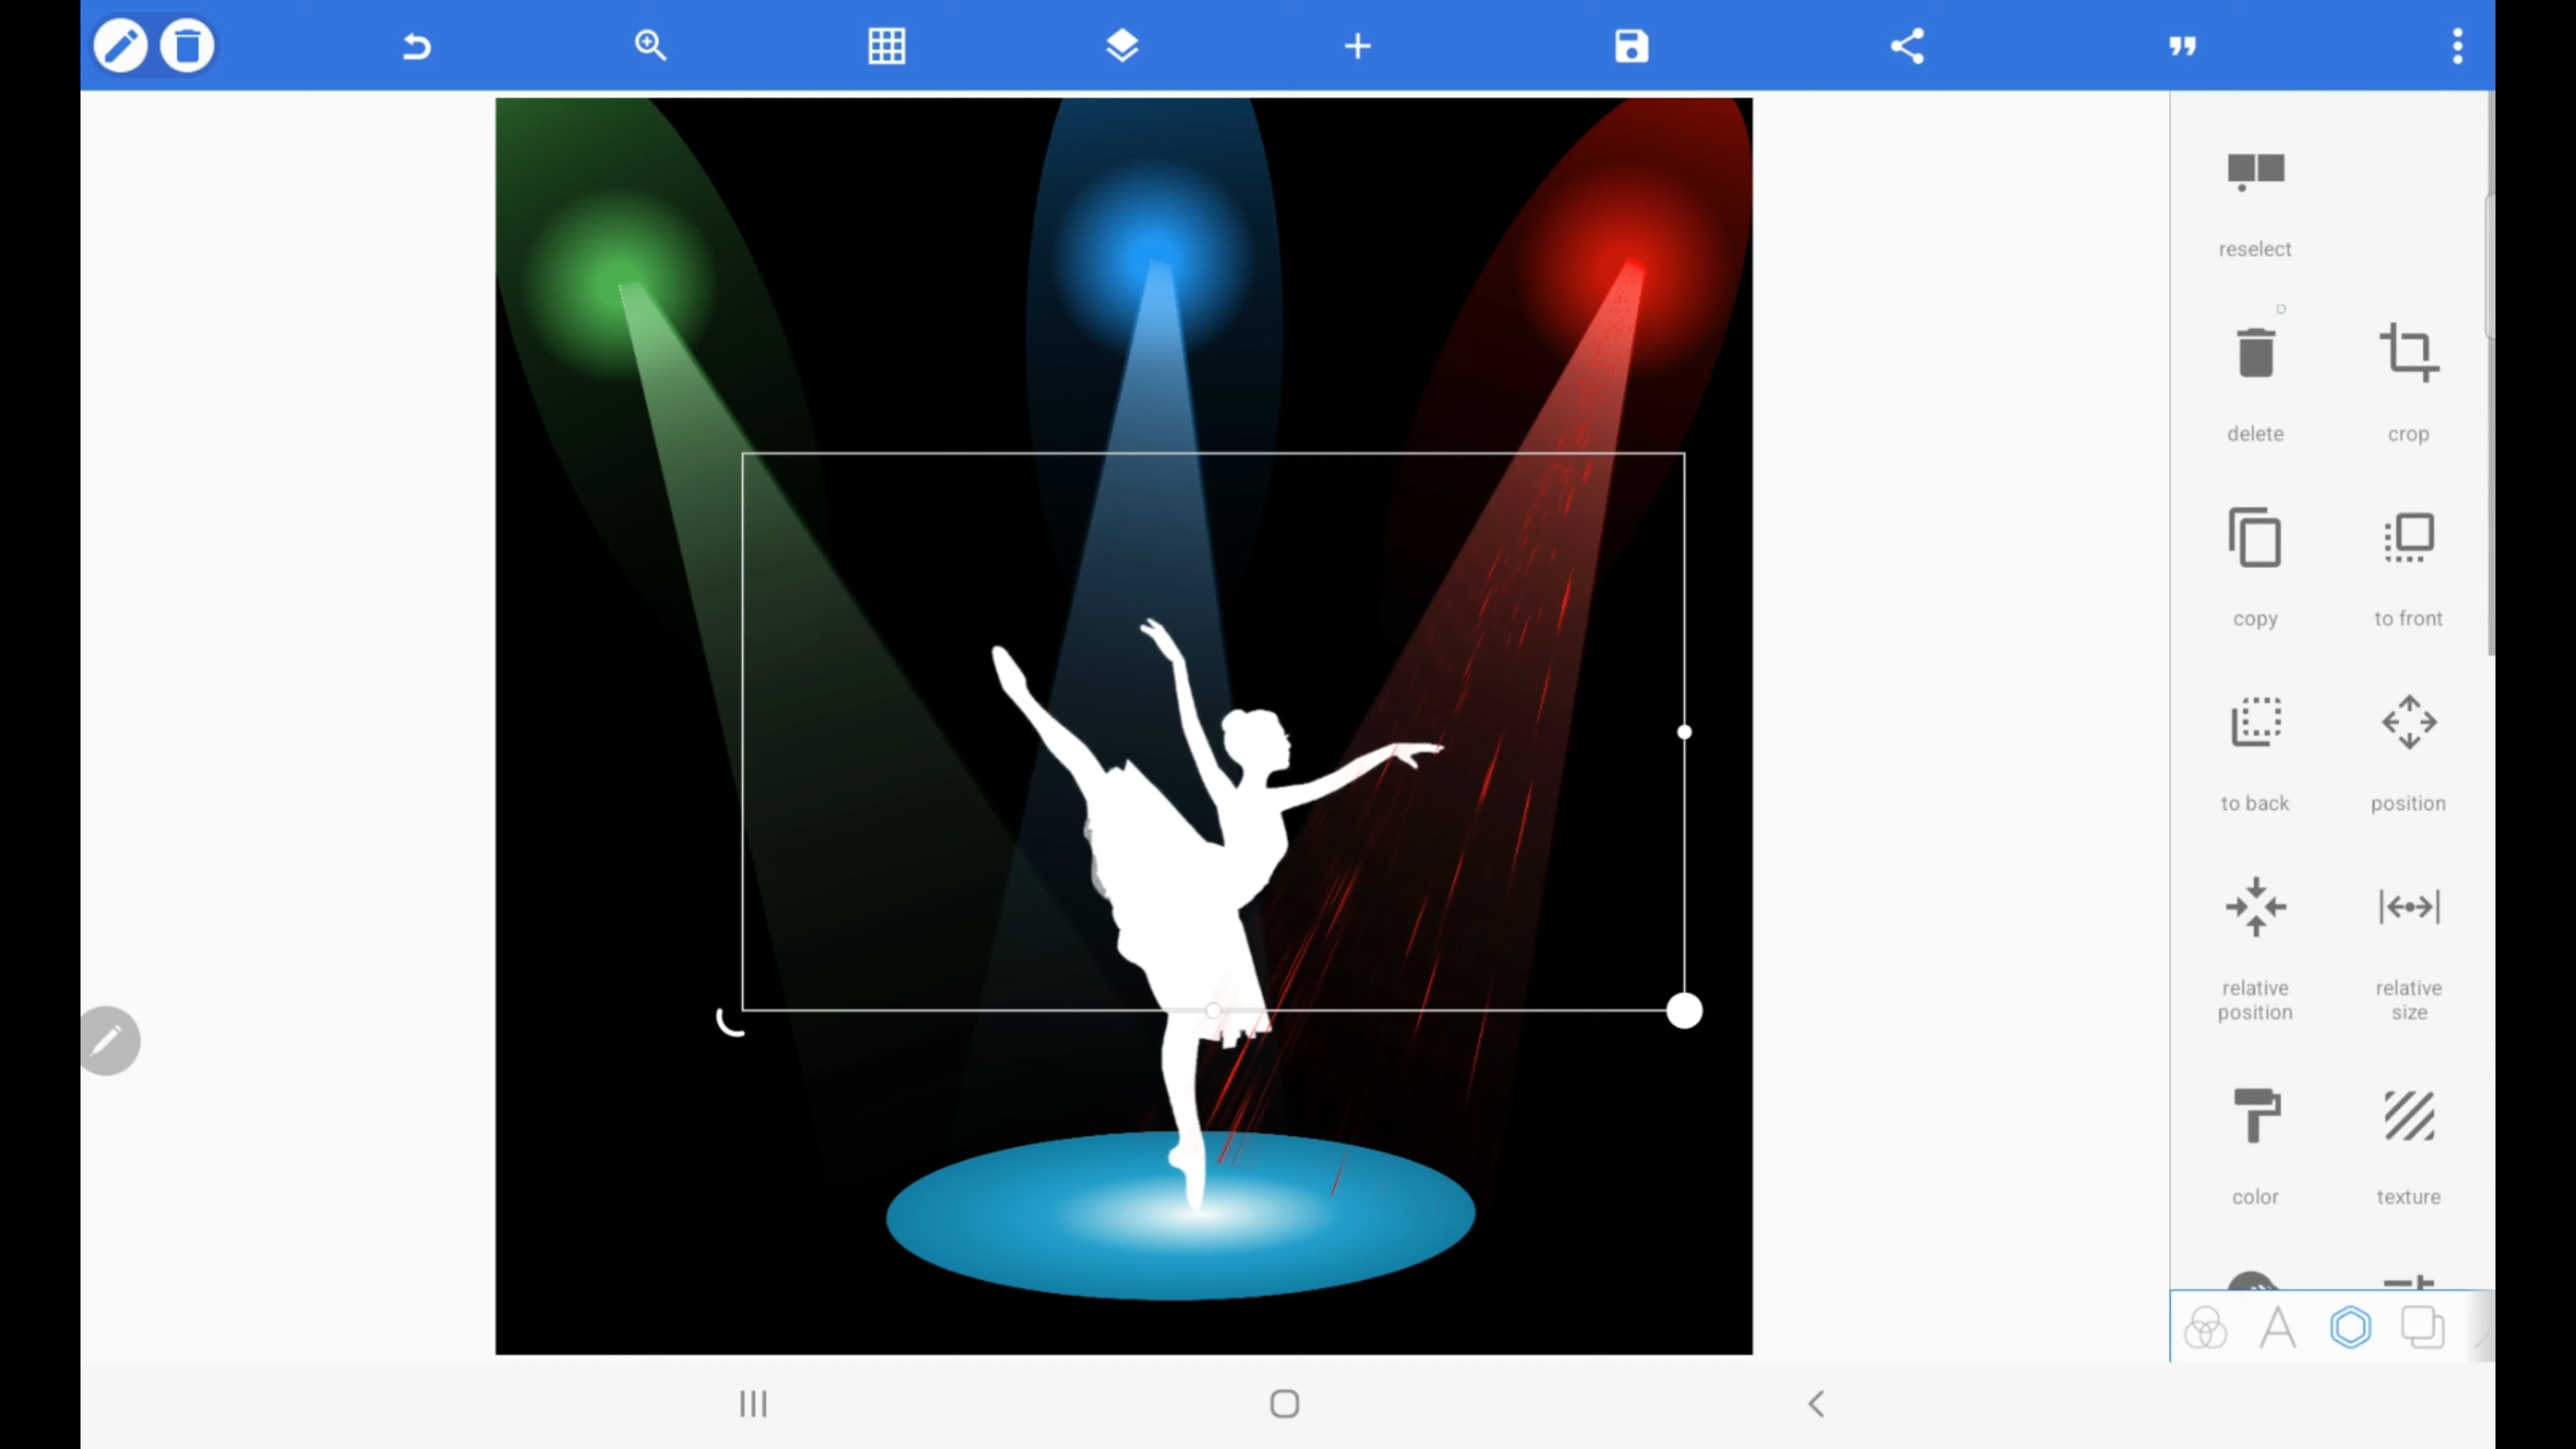 reselect
delete
crop
copy
to front
to back
position
relative
position
relative
size
color
texture